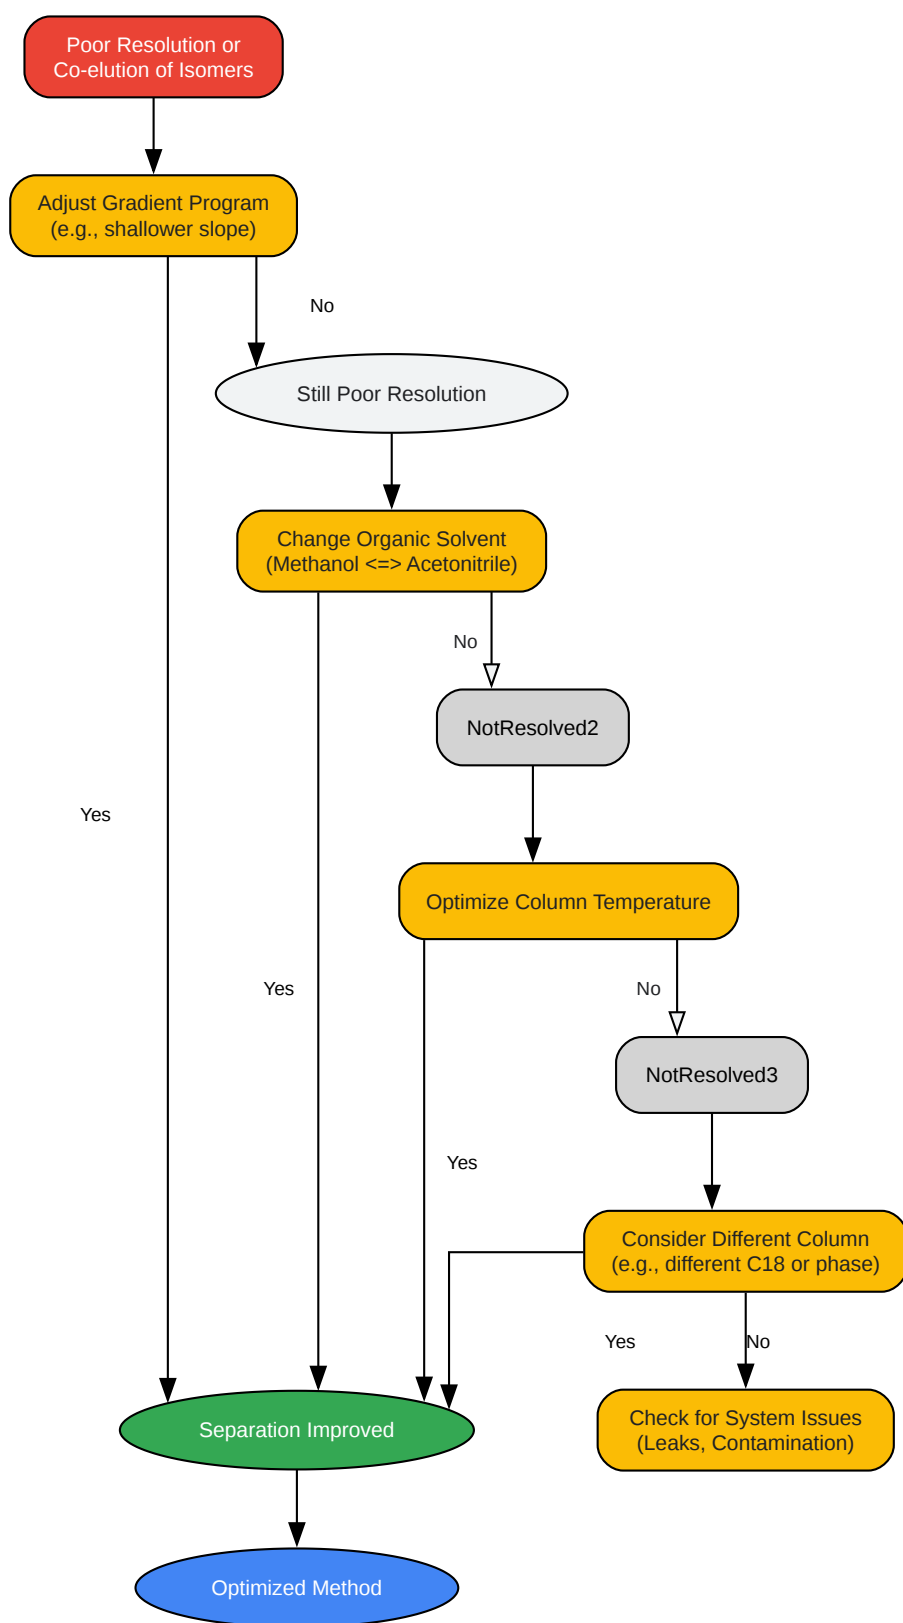 Poor Resolution or
Co-elution of Isomers
Adjust Gradient Program
(e.g., shallower slope)
No
Still Poor Resolution
Change Organic Solvent
(Methanol <=> Acetonitrile)
No
NotResolved2
Yes
Optimize Column Temperature
Yes
No
NotResolved3
Yes
Consider Different Column
(e.g., different C18 or phase)
Yes
No
Separation Improved
Check for System Issues
(Leaks, Contamination)
Optimized Method